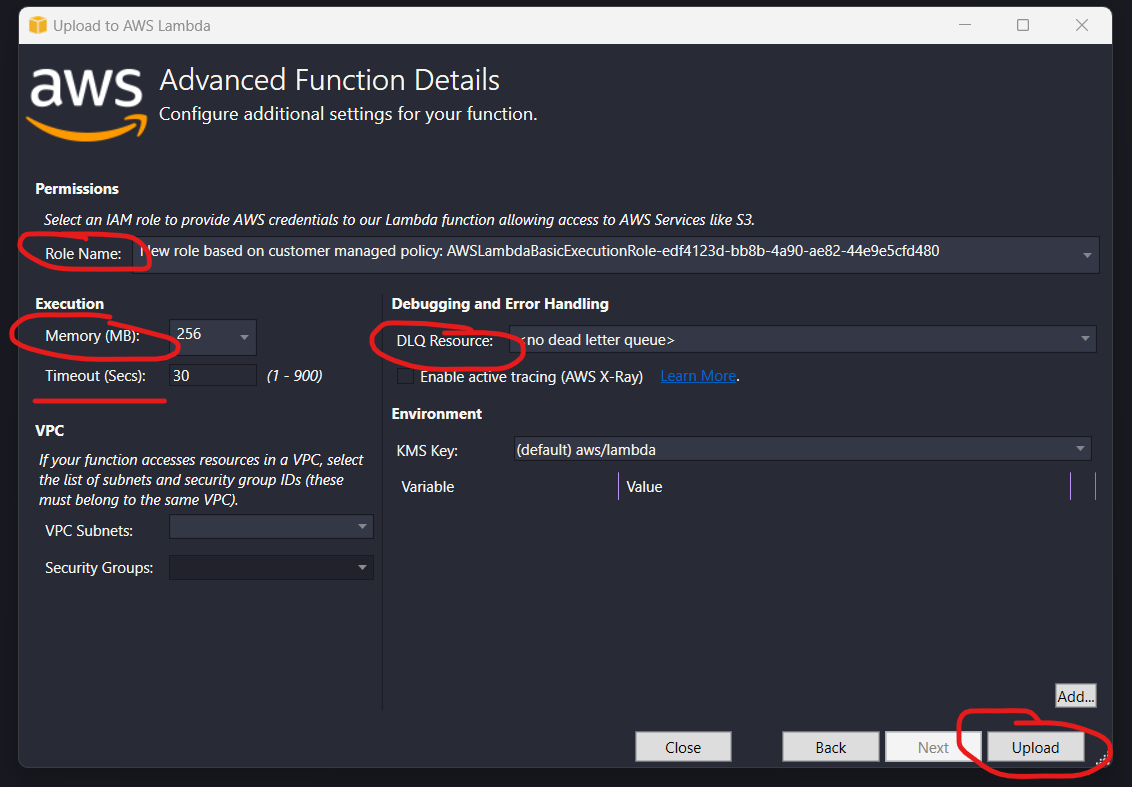 Upload to AWS Lambda
aws
Advanced Function Details
Configure additional settings for your function.
Permissions
Select an IAM role to provide AWS credentials to our Lambda function allowing access to AWS Services like S3.
Role Name: New role based on customer managed policy: AWSLambdaBasicExecutionRole-edf4123d-bb8b-4a90-ae82-44e9e5cfd480
Execution
Memory (MB): 256
Timeout (Secs): 30 (1 - 900)
VPC
If your function accesses resources in a VPC, select
the list of subnets and security group IDs (these
must belong to the same VPC).
VPC Subnets:
Security Groups:
Debugging and Error Handling
DLQ Resource: <no dead letter queue>
Enable active tracing (AWS X-Ray) Learn More.
Environment
KMS Key: (default) aws/lambda
Variable Value
Add...
Close Back Next Upload